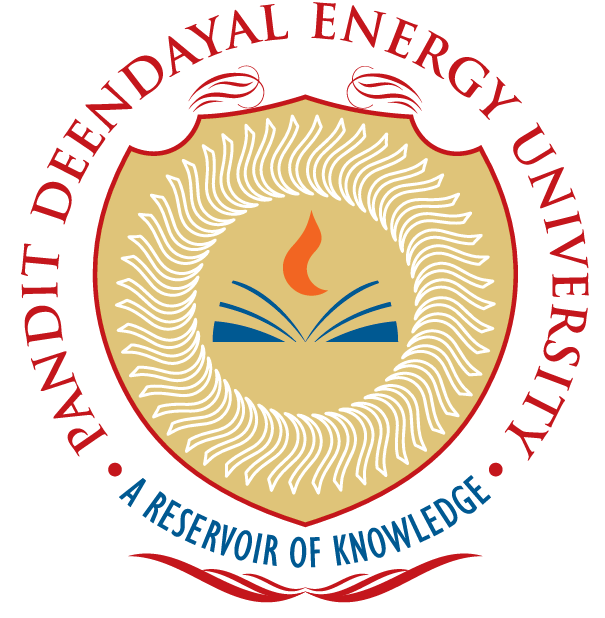 PANDIT DEENDAYAL ENERGY UNIVERSITY
A RESERVOIR OF KNOWLEDGE